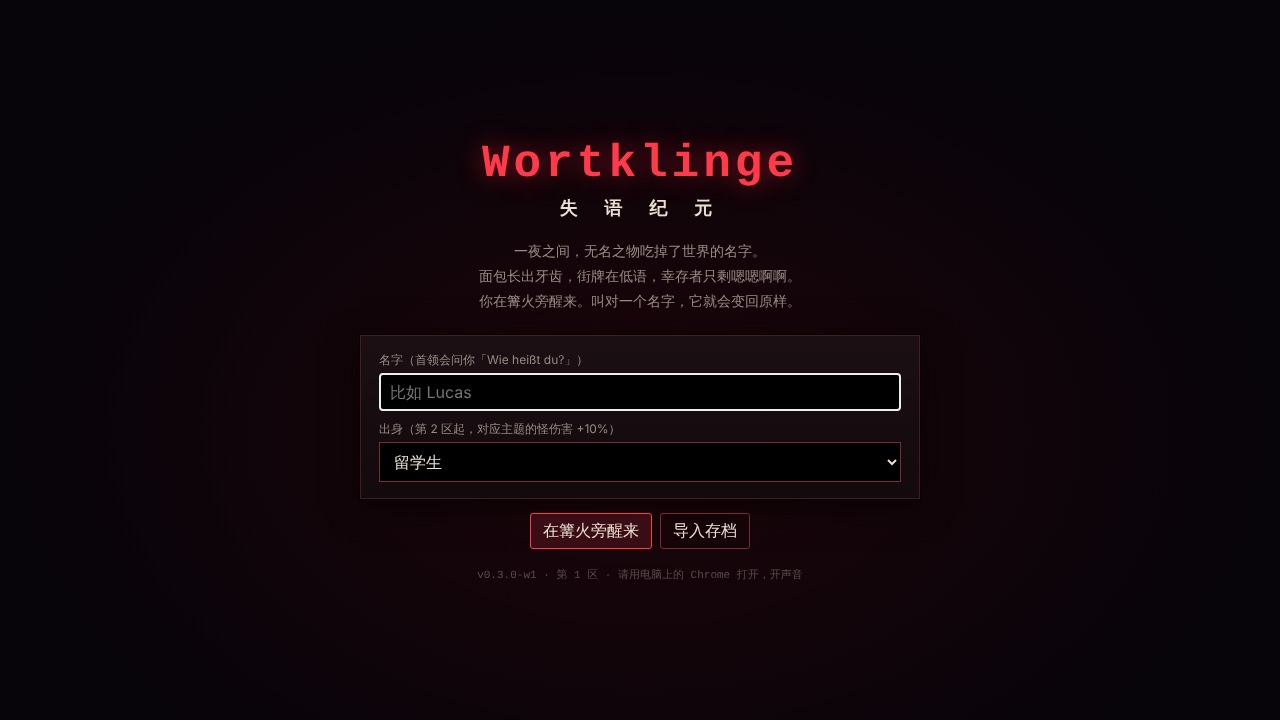 Wortklinge
失语纪元
一夜之间，无名之物吃掉了世界的名字。
面包长出牙齿，街牌在低语，幸存者只剩嗯嗯啊啊。
你在篝火旁醒来。叫对一个名字，它就会变回原样。
名字（首领会问你「Wie heißt du?」）
比如 Lucas
出身（第 2 区起，对应主题的怪伤害 +10%）
留学生
在篝火旁醒来 导入存档
v0.3.0-w1 · 第 1 区 · 请用电脑上的 Chrome 打开，开声音